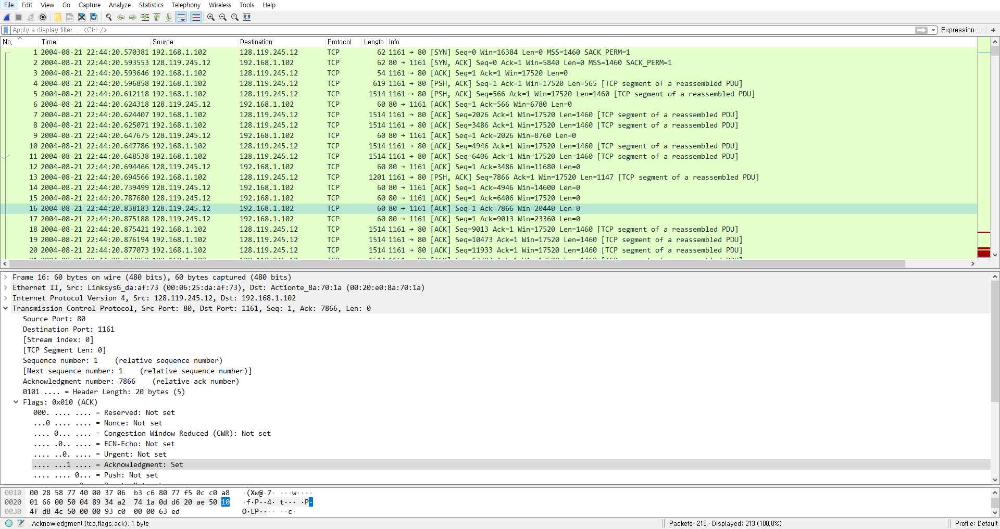 File Edit View Go Capture Analyze Statistics Telephony Wireless Tools Help
Apply a display filter ... <Ctrl-/> Expression... +
No. Time Source Destination Protocol Length Info
1 2004-08-21 22:44:20.570381 192.168.1.102 128.119.245.12 TCP 62 1161 → 80 [SYN] Seq=0 Win=16384 Len=0 MSS=1460 SACK_PERM=1
2 2004-08-21 22:44:20.593553 128.119.245.12 192.168.1.102 TCP 62 80 → 1161 [SYN, ACK] Seq=0 Ack=1 Win=5840 Len=0 MSS=1460 SACK_PERM=1
3 2004-08-21 22:44:20.593646 192.168.1.102 128.119.245.12 TCP 54 1161 → 80 [ACK] Seq=1 Ack=1 Win=17520 Len=0
4 2004-08-21 22:44:20.596858 192.168.1.102 128.119.245.12 TCP 619 1161 → 80 [PSH, ACK] Seq=1 Ack=1 Win=17520 Len=565 [TCP segment of a reassembled PDU]
5 2004-08-21 22:44:20.612118 192.168.1.102 128.119.245.12 TCP 1514 1161 → 80 [PSH, ACK] Seq=566 Ack=1 Win=17520 Len=1460 [TCP segment of a reassembled PDU]
6 2004-08-21 22:44:20.624318 128.119.245.12 192.168.1.102 TCP 60 80 → 1161 [ACK] Seq=1 Ack=566 Win=6780 Len=0
7 2004-08-21 22:44:20.624407 192.168.1.102 128.119.245.12 TCP 1514 1161 → 80 [ACK] Seq=2026 Ack=1 Win=17520 Len=1460 [TCP segment of a reassembled PDU]
8 2004-08-21 22:44:20.625071 192.168.1.102 128.119.245.12 TCP 1514 1161 → 80 [ACK] Seq=3486 Ack=1 Win=17520 Len=1460 [TCP segment of a reassembled PDU]
9 2004-08-21 22:44:20.647675 128.119.245.12 192.168.1.102 TCP 60 80 → 1161 [ACK] Seq=1 Ack=2026 Win=8760 Len=0
10 2004-08-21 22:44:20.647786 192.168.1.102 128.119.245.12 TCP 1514 1161 → 80 [ACK] Seq=4946 Ack=1 Win=17520 Len=1460 [TCP segment of a reassembled PDU]
11 2004-08-21 22:44:20.648538 192.168.1.102 128.119.245.12 TCP 1514 1161 → 80 [ACK] Seq=6406 Ack=1 Win=17520 Len=1460 [TCP segment of a reassembled PDU]
12 2004-08-21 22:44:20.694466 128.119.245.12 192.168.1.102 TCP 60 80 → 1161 [ACK] Seq=1 Ack=3486 Win=11680 Len=0
13 2004-08-21 22:44:20.694566 192.168.1.102 128.119.245.12 TCP 1201 1161 → 80 [PSH, ACK] Seq=7866 Ack=1 Win=17520 Len=1147 [TCP segment of a reassembled PDU]
14 2004-08-21 22:44:20.739499 128.119.245.12 192.168.1.102 TCP 60 80 → 1161 [ACK] Seq=1 Ack=4946 Win=14600 Len=0
15 2004-08-21 22:44:20.787680 128.119.245.12 192.168.1.102 TCP 60 80 → 1161 [ACK] Seq=1 Ack=6406 Win=17520 Len=0
16 2004-08-21 22:44:20.838183 128.119.245.12 192.168.1.102 TCP 60 80 → 1161 [ACK] Seq=1 Ack=7866 Win=20440 Len=0
17 2004-08-21 22:44:20.875188 128.119.245.12 192.168.1.102 TCP 60 80 → 1161 [ACK] Seq=1 Ack=9013 Win=23360 Len=0
18 2004-08-21 22:44:20.875421 192.168.1.102 128.119.245.12 TCP 1514 1161 → 80 [ACK] Seq=9013 Ack=1 Win=17520 Len=1460 [TCP segment of a reassembled PDU]
19 2004-08-21 22:44:20.876194 192.168.1.102 128.119.245.12 TCP 1514 1161 → 80 [ACK] Seq=10473 Ack=1 Win=17520 Len=1460 [TCP segment of a reassembled PDU]
20 2004-08-21 22:44:20.877073 192.168.1.102 128.119.245.12 TCP 1514 1161 → 80 [ACK] Seq=11933 Ack=1 Win=17520 Len=1460 [TCP segment of a reassembled PDU]
Frame 16: 60 bytes on wire (480 bits), 60 bytes captured (480 bits)
Ethernet II, Src: LinksysG_da:af:73 (00:06:25:da:af:73), Dst: Actionte_8a:70:1a (00:20:e0:8a:70:1a)
Internet Protocol Version 4, Src: 128.119.245.12, Dst: 192.168.1.102
Transmission Control Protocol, Src Port: 80, Dst Port: 1161, Seq: 1, Ack: 7866, Len: 0
Source Port: 80
Destination Port: 1161
[Stream index: 0]
[TCP Segment Len: 0]
Sequence number: 1 (relative sequence number)
[Next sequence number: 1 (relative sequence number)]
Acknowledgment number: 7866 (relative ack number)
0101 .... = Header Length: 20 bytes (5)
Flags: 0x010 (ACK)
000. .... .... = Reserved: Not set
...0 .... .... = Nonce: Not set
.... 0... .... = Congestion Window Reduced (CWR): Not set
.... .0.. .... = ECN-Echo: Not set
.... ..0. .... = Urgent: Not set
.... ...1 .... = Acknowledgment: Set
.... .... 0... = Push: Not set
0010 00 28 58 77 40 00 37 06 b3 c6 80 77 f5 0c c0 a8 ·(Xw@·7· ···w····
0020 01 66 00 50 04 89 34 a2 74 1a 0d d6 20 ae 50 10 ·f·P··4· t··· ·P·
0030 4f d8 4c 50 00 00 93 c0 00 00 63 ed O·LP···· ··c·
Acknowledgment (tcp.flags.ack), 1 byte Packets: 213 · Displayed: 213 (100.0%) Profile: Default